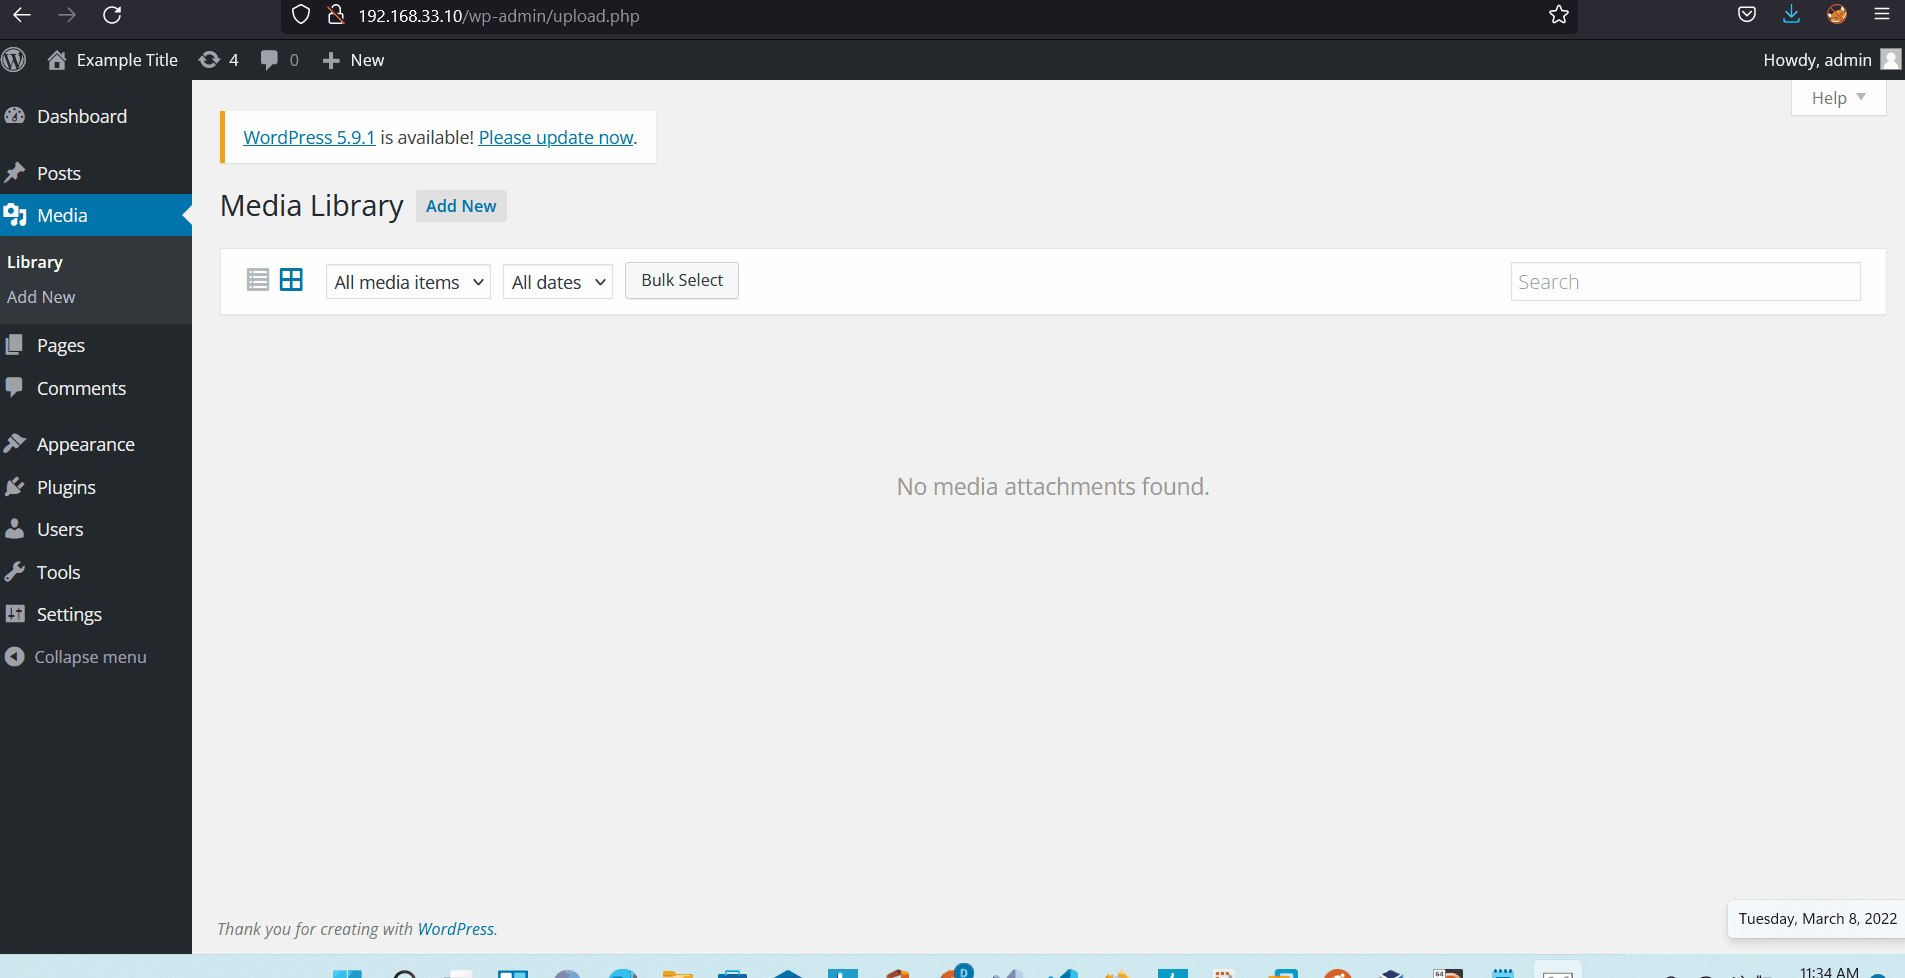 192.168.33.10/wp-admin/upload.php
Example Title 4 0 New Howdy, admin
Help
Dashboard
Posts
Media
Library
Add New
Pages
Comments
Appearance
Plugins
Users
Tools
Settings
Collapse menu
WordPress 5.9.1 is available! Please update now.
Media Library Add New
All media items All dates Bulk Select Search
No media attachments found.
Thank you for creating with WordPress.
Tuesday, March 8, 2022
D
64
11:34 AM